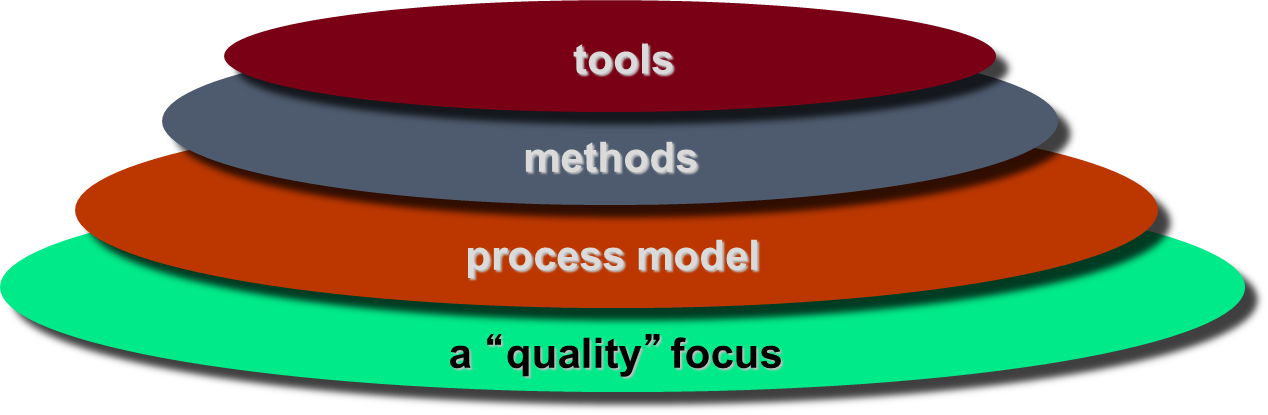 tools
methods
process model
a “quality” focus